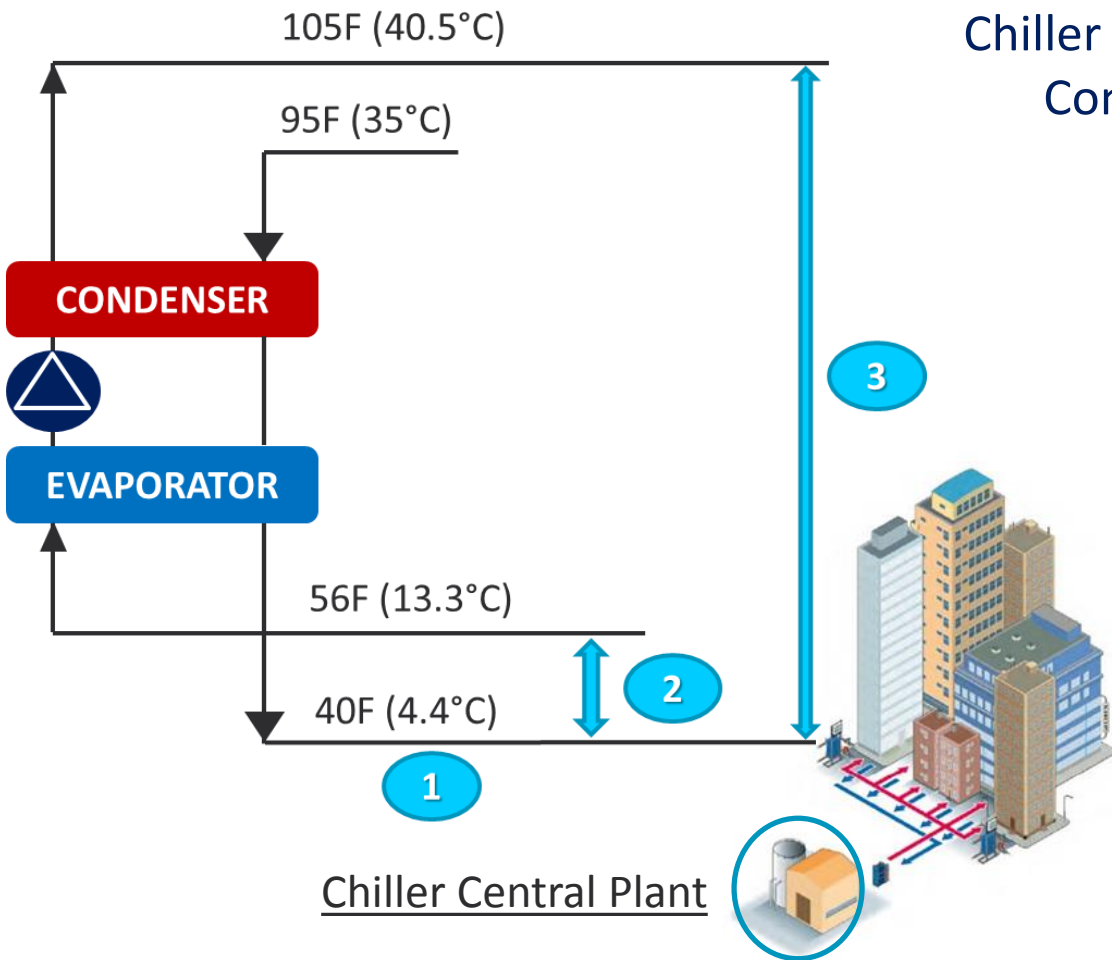 105F (40.5°C)
Chiller
95F (35°C)
CONDENSER
3
EVAPORATOR
56F (13.3°C)
2
40F (4.4°C)
1
Chiller Central Plant